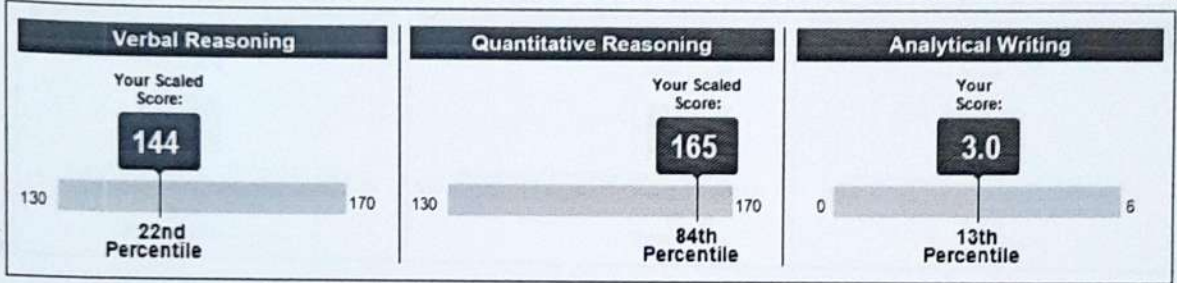 Verbal Reasoning
Your Scaled
Score:
144
130
170
22nd
Percentile
Quantitative Reasoning
Your Scaled
Score:
165
130
170
84th
Percentile
Analytical Writing
Your
Score:
3.0
0
6
13th
Percentile